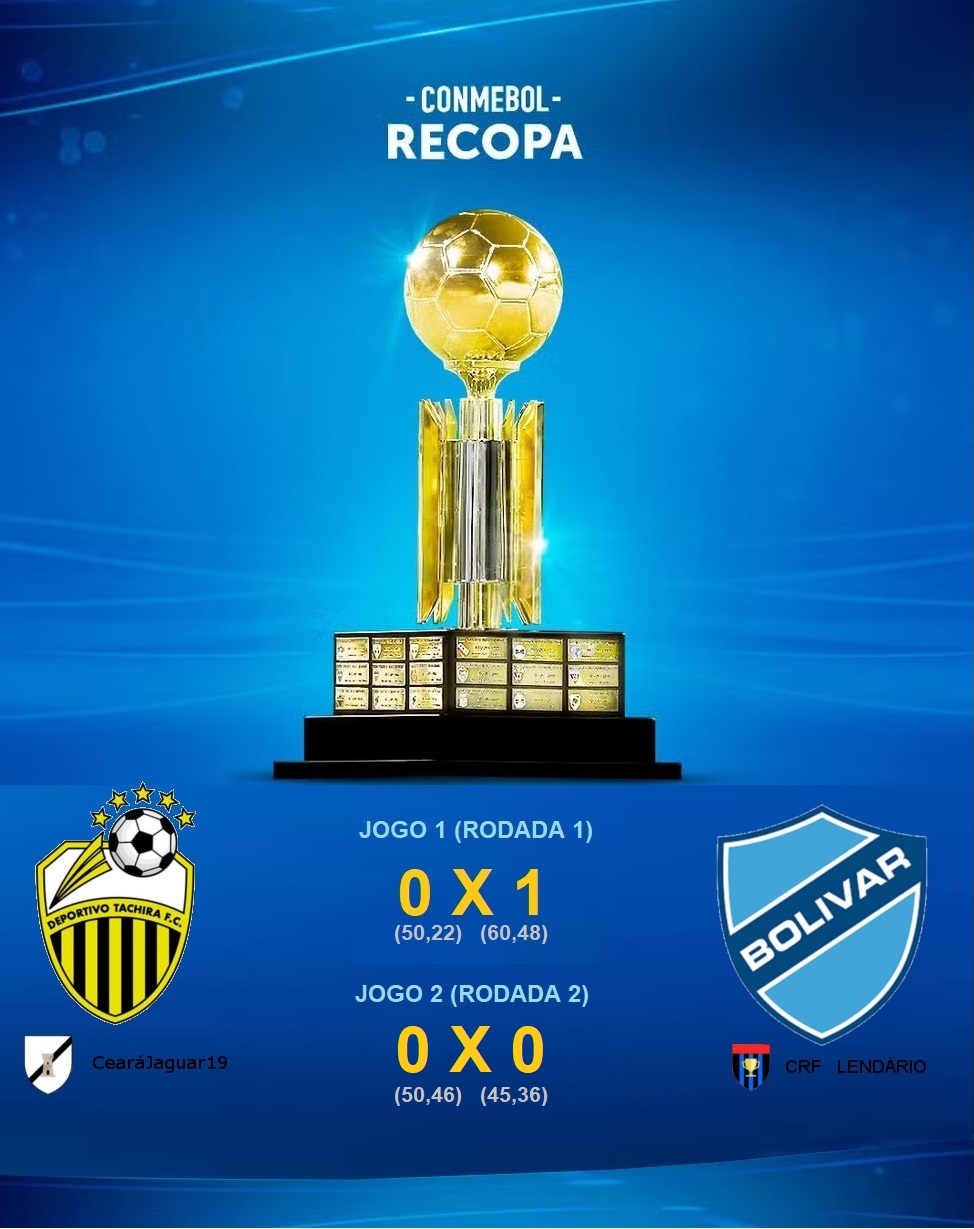 - CONMEBOL -
RECOPA
JOGO 1 (RODADA 1)
0 X 1
(50,22) (60,48)
DEPORTIVO TACHIRA F.C.
BOLIVAR
JOGO 2 (RODADA 2)
0 X 0
(50,46) (45,36)
CearáJaguar19
CRF LENDÁRIO